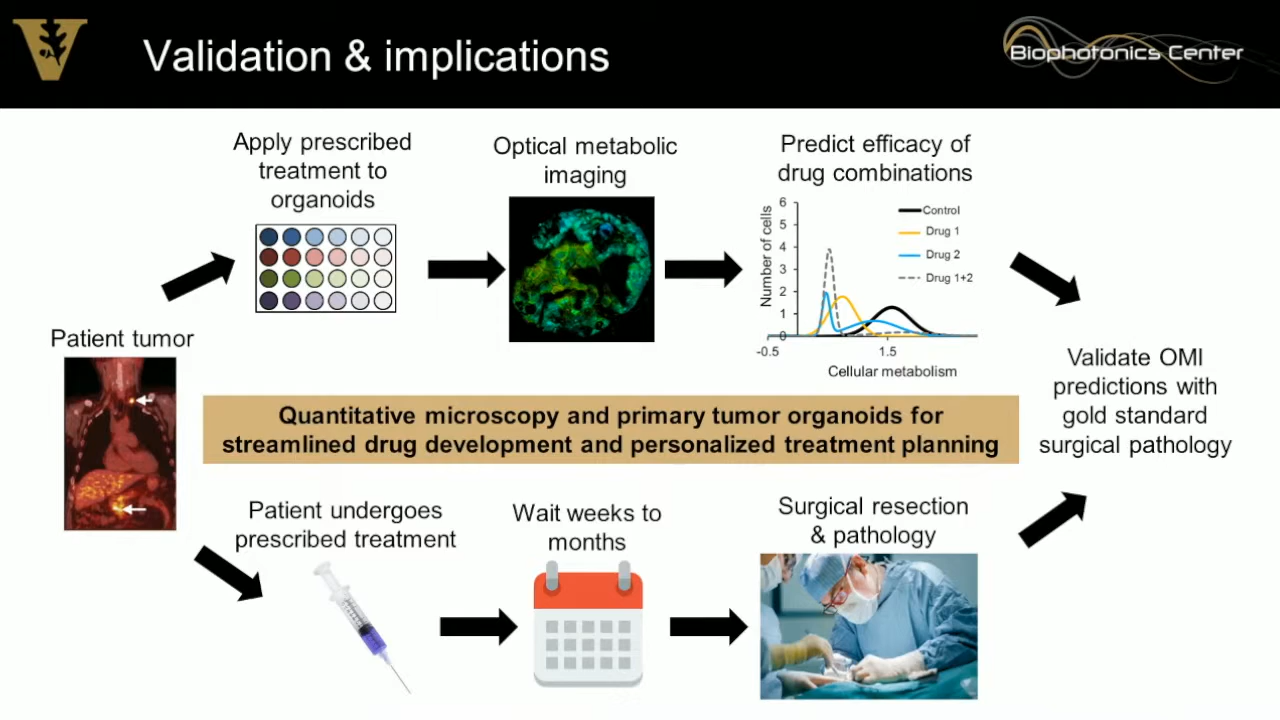 V
Validation & implications
Biophotonics Center
Apply prescribed
treatment to
organoids
Optical metabolic
imaging
Predict efficacy of
drug combinations
Number of cells
6
5
4
3
2
1
0
-0.5
1.5
Cellular metabolism
Control
Drug 1
Drug 2
Drug 1+2
Patient tumor
Quantitative microscopy and primary tumor organoids for
streamlined drug development and personalized treatment planning
Validate OMI
predictions with
gold standard
surgical pathology
Patient undergoes
prescribed treatment
Wait weeks to
months
Surgical resection
& pathology